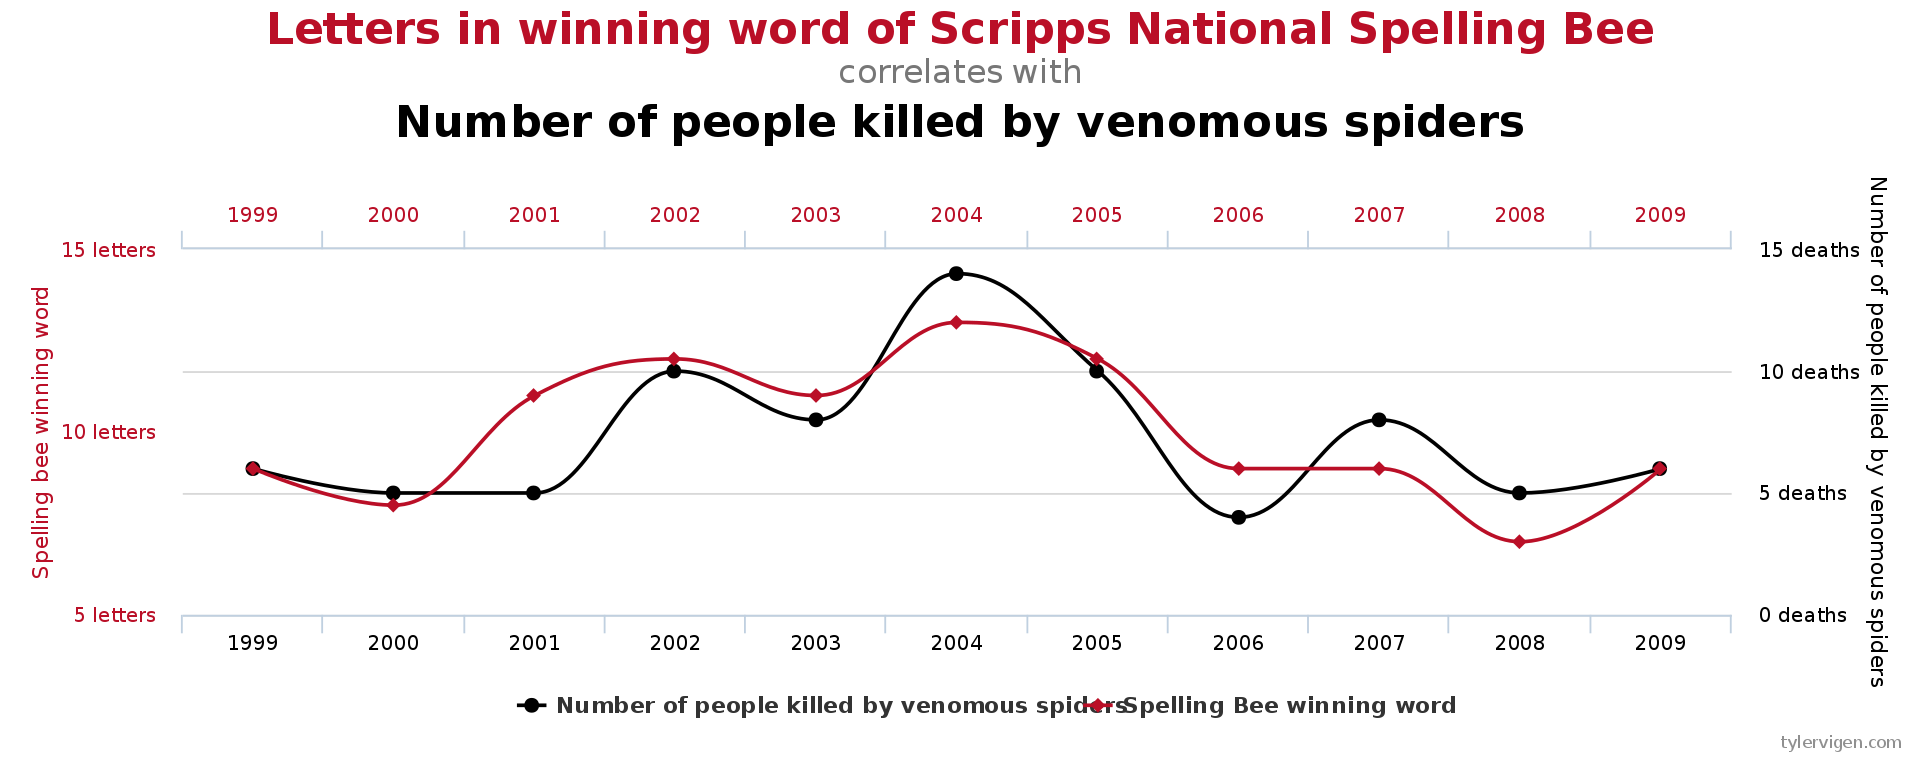 Letters in winning word of Scripps National Spelling Bee
correlates with
Number of people killed by venomous spiders
1999 2000 2001 2002 2003 2004 2005 2006 2007 2008 2009
15 letters
10 letters
5 letters
Spelling bee winning word
15 deaths
10 deaths
5 deaths
0 deaths
Number of people killed by venomous spiders
1999 2000 2001 2002 2003 2004 2005 2006 2007 2008 2009
Number of people killed by venomous spiders Spelling Bee winning word
tylervigen.com